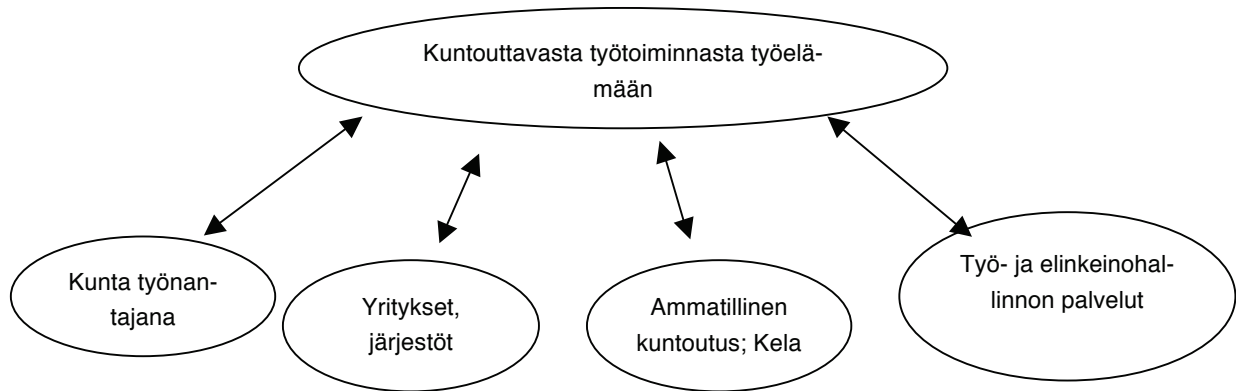 Kuntouttavasta työtoiminnasta työelä-
mään
Kunta työnan-
tajana
Yritykset,
järjestöt
Ammatillinen
kuntoutus; Kela
Työ- ja elinkeinohal-
linnon palvelut